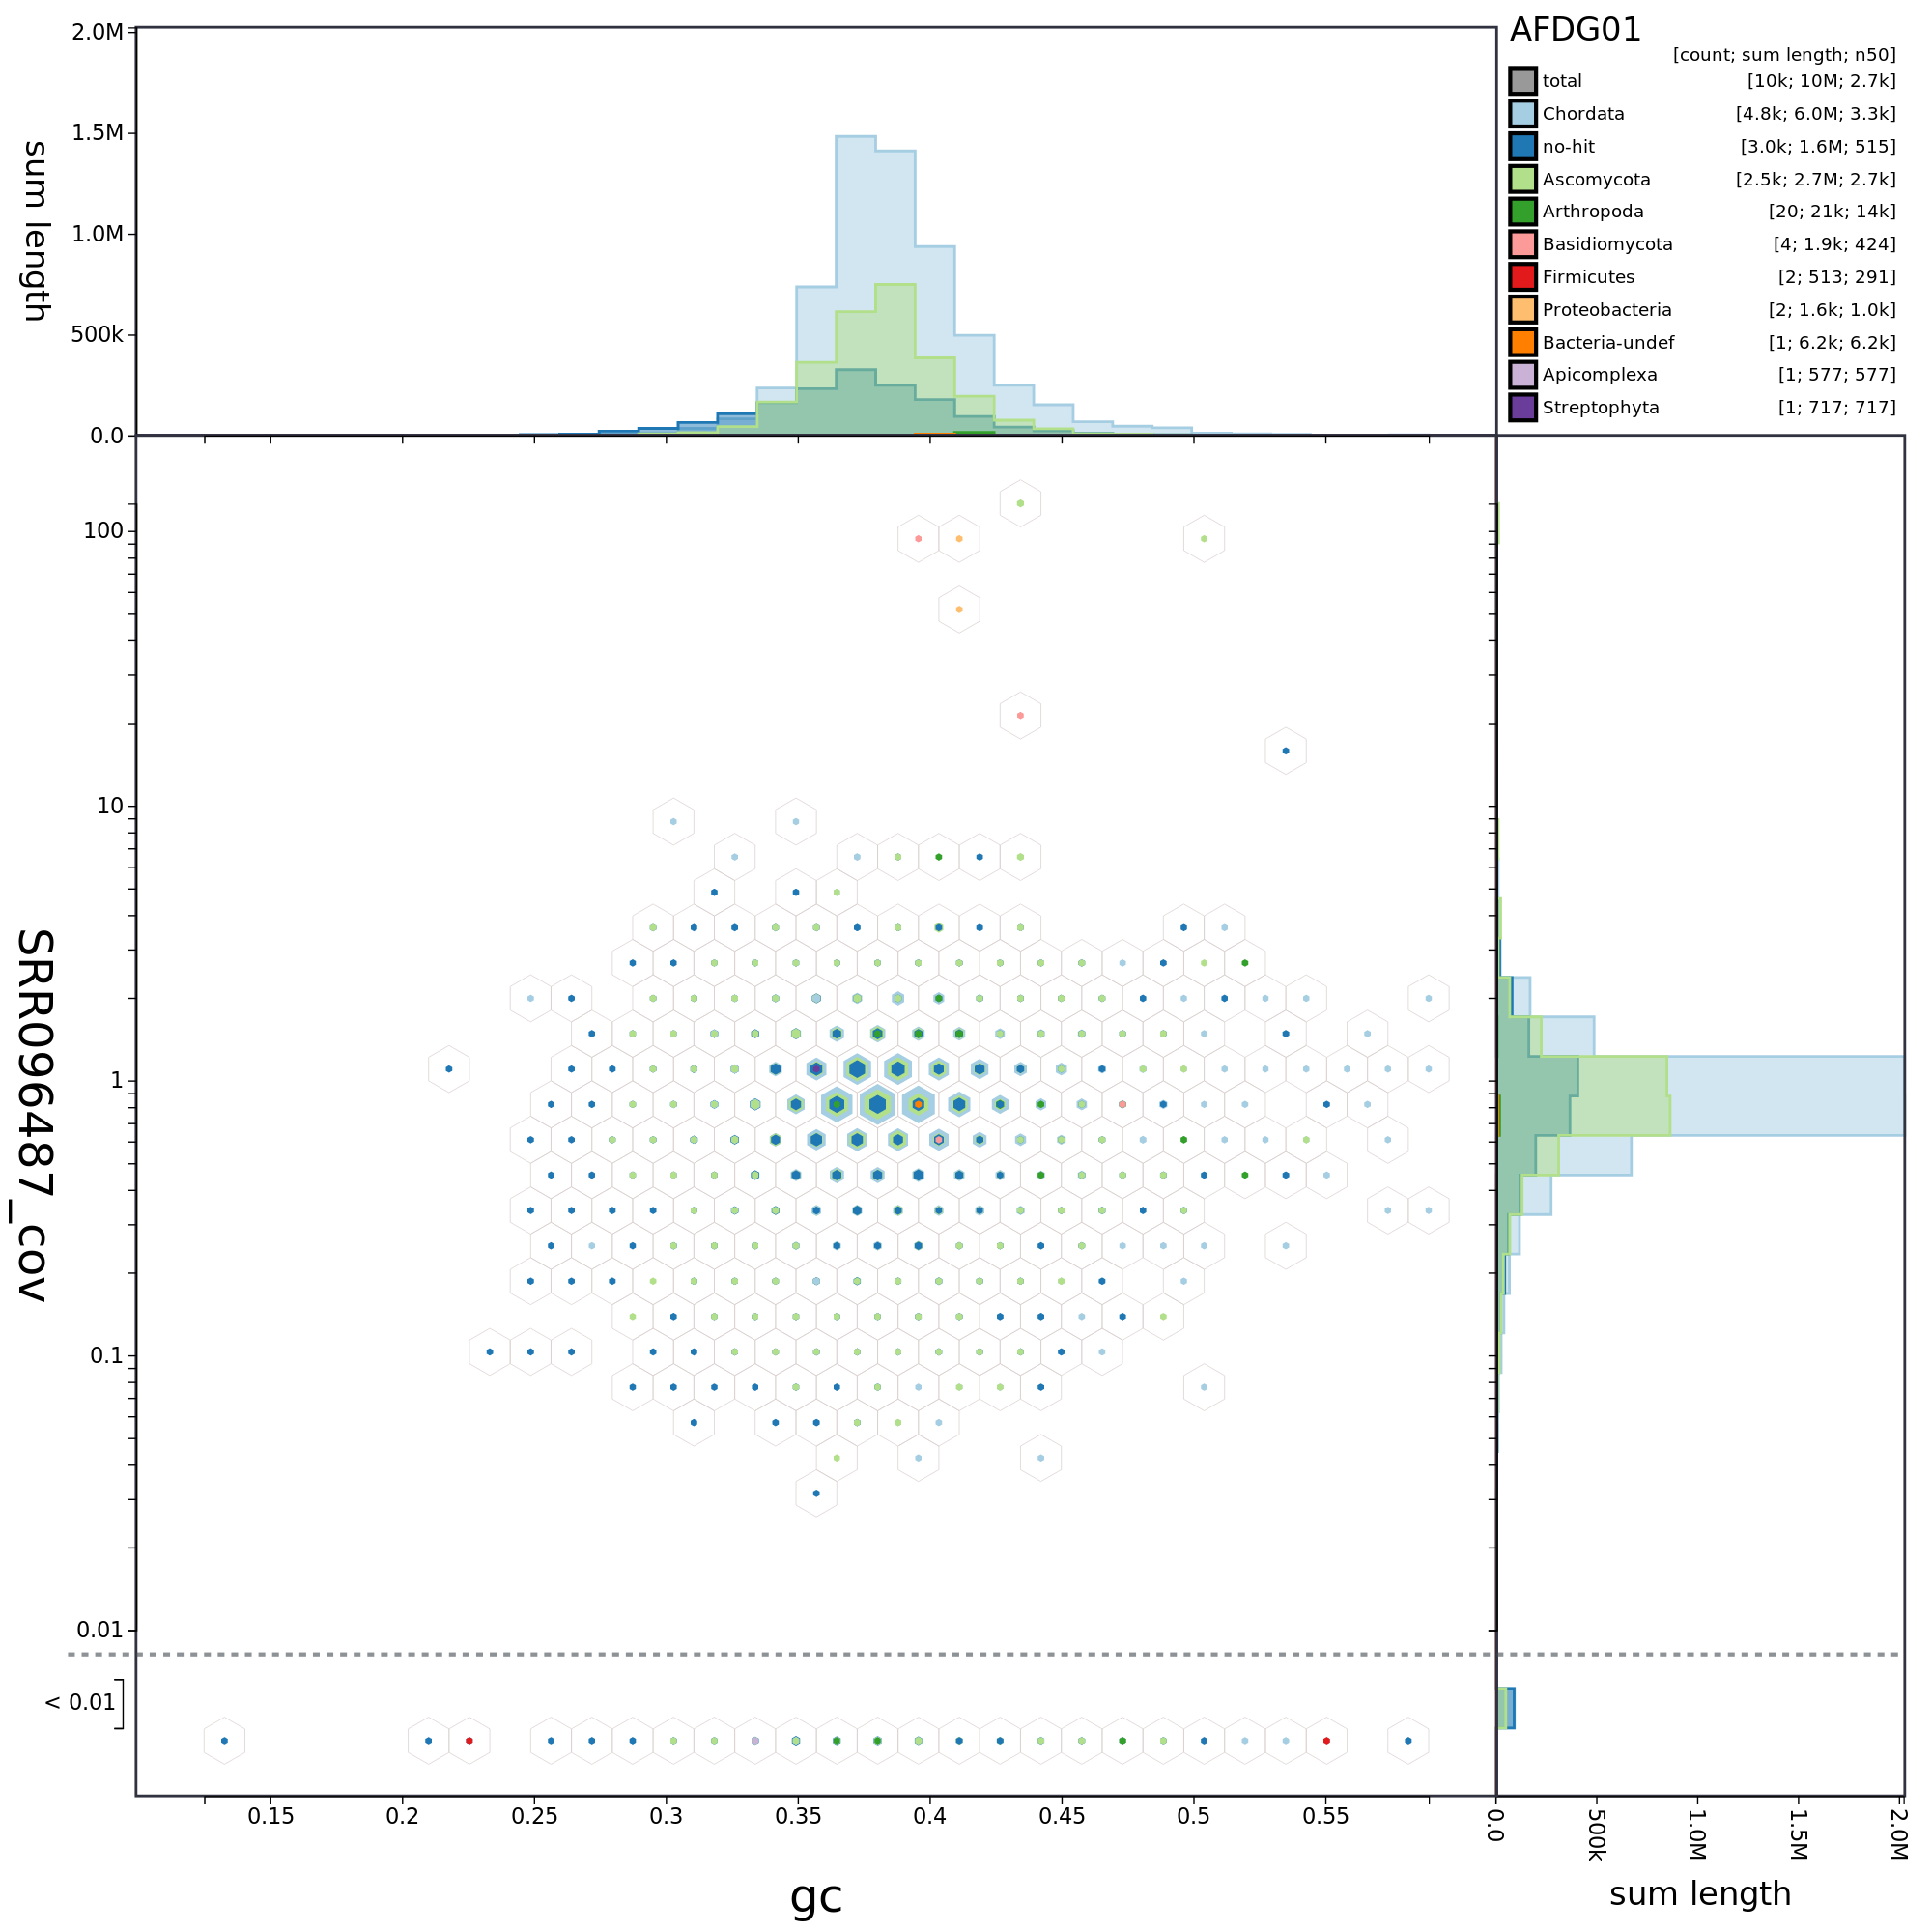 AFDG01
[count; sum length; n50]
total [10k; 10M; 2.7k]
Chordata [4.8k; 6.0M; 3.3k]
no-hit [3.0k; 1.6M; 515]
Ascomycota [2.5k; 2.7M; 2.7k]
Arthropoda [20; 21k; 14k]
Basidiomycota [4; 1.9k; 424]
Firmicutes [2; 513; 291]
Proteobacteria [2; 1.6k; 1.0k]
Bacteria-undef [1; 6.2k; 6.2k]
Apicomplexa [1; 577; 577]
Streptophyta [1; 717; 717]
2.0M
1.5M
1.0M
500k
0.0
sum length
100
10
1
0.1
0.01
< 0.01
SRR096487_cov
0.15 0.2 0.25 0.3 0.35 0.4 0.45 0.5 0.55
gc
0.0 500k 1.0M 1.5M 2.0M
sum length